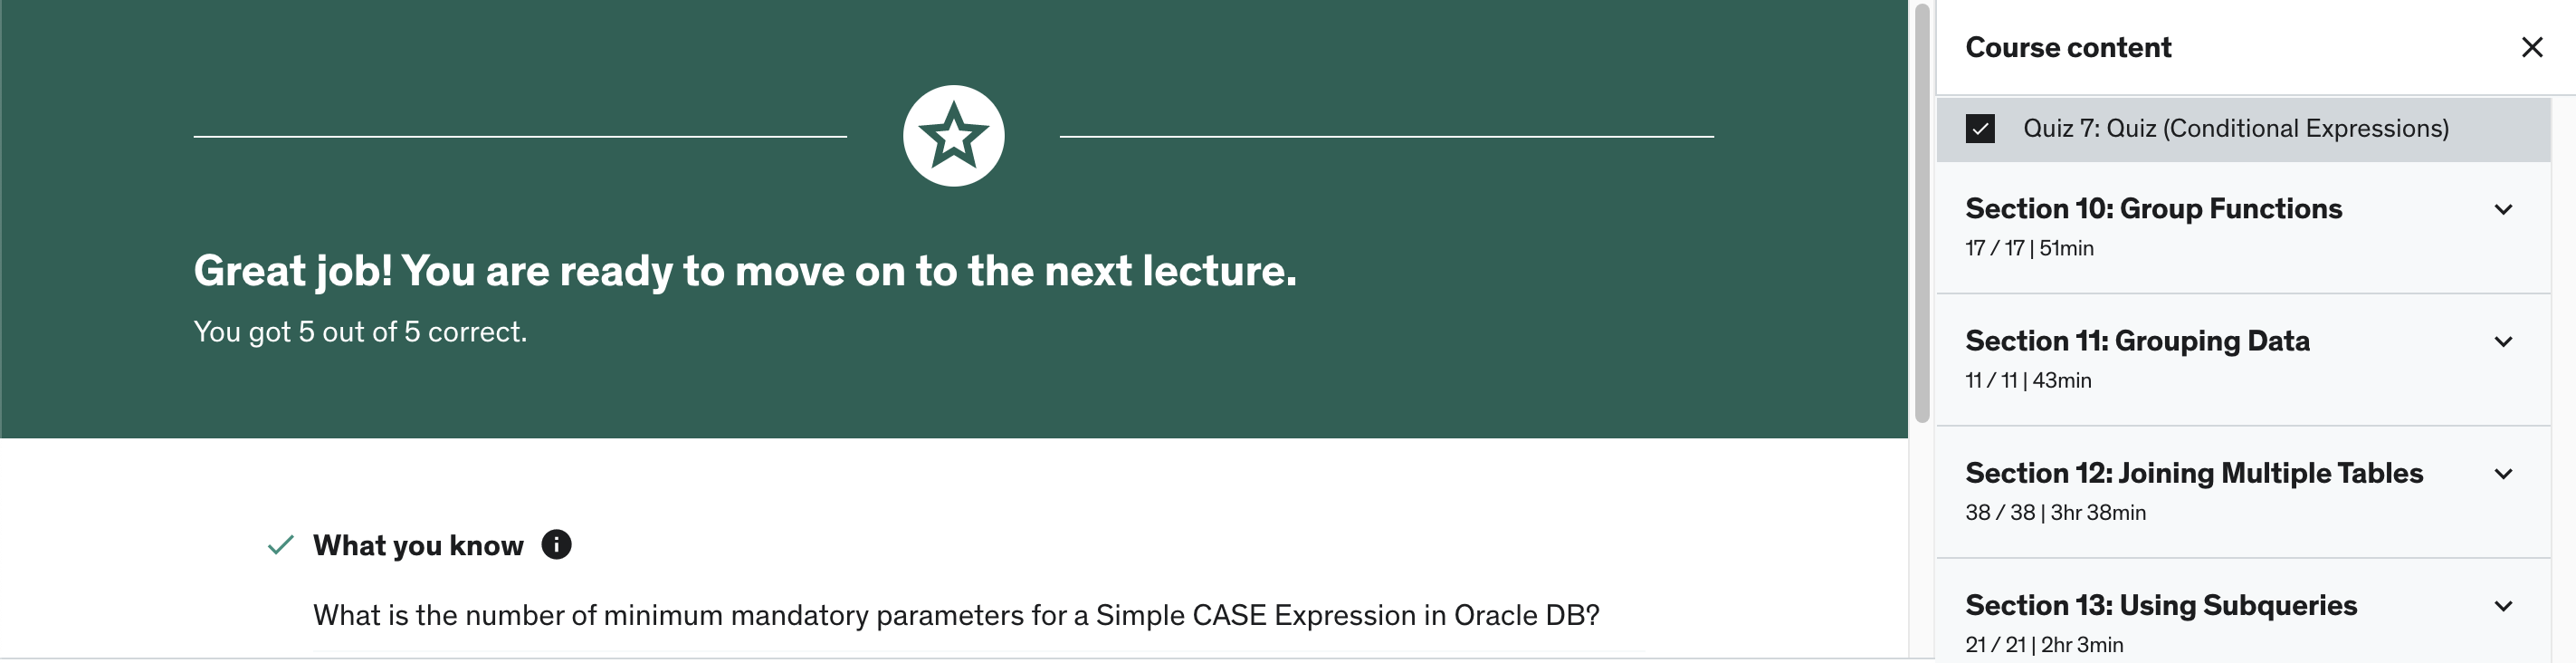 Great job! You are ready to move on to the next lecture.
You got 5 out of 5 correct.
What you know
What is the number of minimum mandatory parameters for a Simple CASE Expression in Oracle DB?
Course content
Quiz 7: Quiz (Conditional Expressions)
Section 10: Group Functions
17 / 17 | 51min
Section 11: Grouping Data
11 / 11 | 43min
Section 12: Joining Multiple Tables
38 / 38 | 3hr 38min
Section 13: Using Subqueries
21 / 21 | 2hr 3min